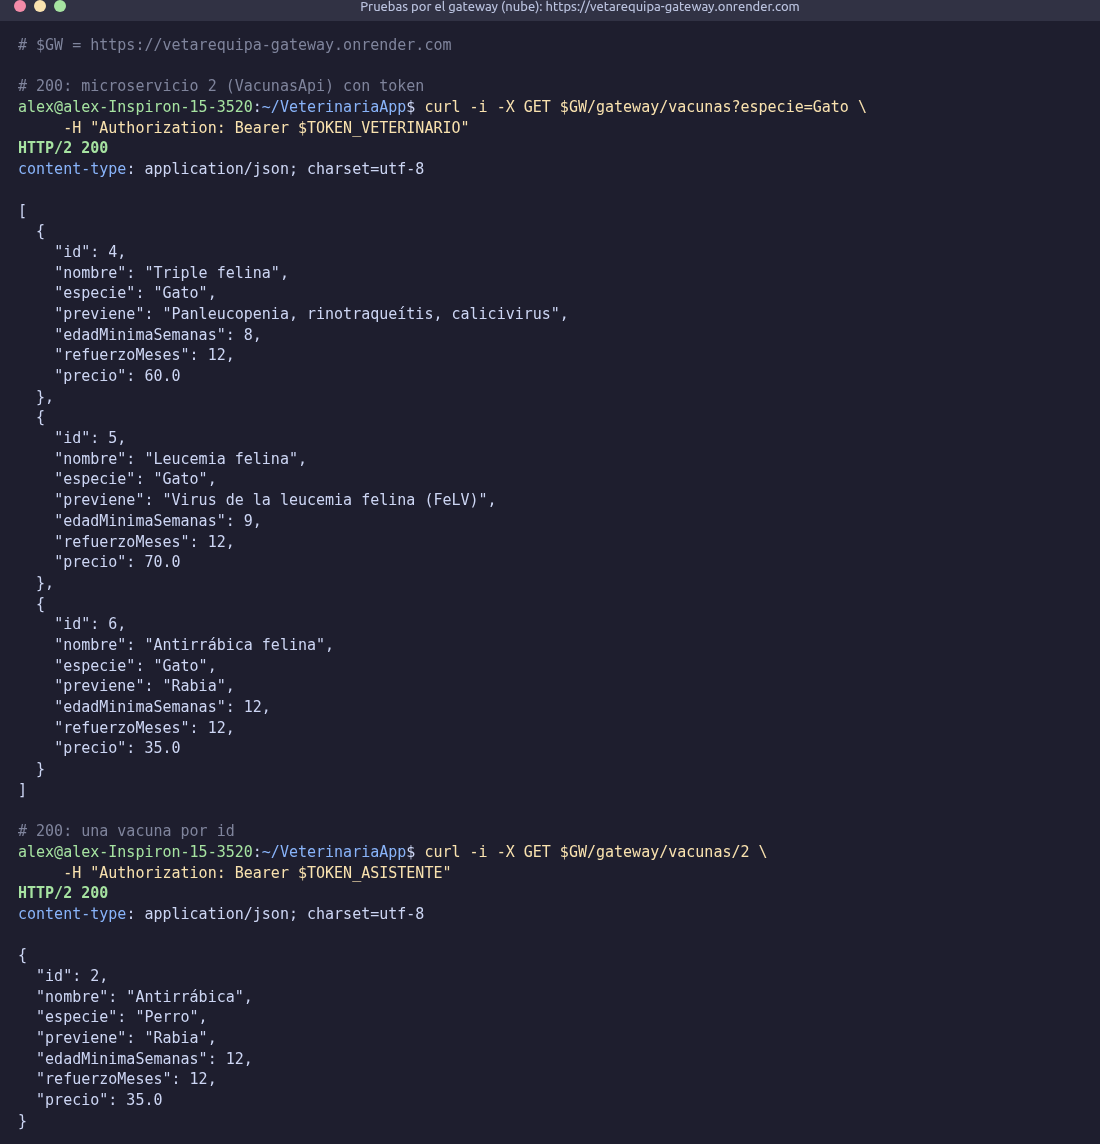 Pruebas por el gateway (nube): https://vetarequipa-gateway.onrender.com
# $GW = https://vetarequipa-gateway.onrender.com
# 200: microservicio 2 (VacunasApi) con token
alex@alex-Inspiron-15-3520:~/VeterinariaApp$ curl -i -X GET $GW/gateway/vacunas?especie=Gato \
     -H "Authorization: Bearer $TOKEN_VETERINARIO"
HTTP/2 200
content-type: application/json; charset=utf-8
[
  {
    "id": 4,
    "nombre": "Triple felina",
    "especie": "Gato",
    "previene": "Panleucopenia, rinotraqueítis, calicivirus",
    "edadMinimaSemanas": 8,
    "refuerzoMeses": 12,
    "precio": 60.0
  },
  {
    "id": 5,
    "nombre": "Leucemia felina",
    "especie": "Gato",
    "previene": "Virus de la leucemia felina (FeLV)",
    "edadMinimaSemanas": 9,
    "refuerzoMeses": 12,
    "precio": 70.0
  },
  {
    "id": 6,
    "nombre": "Antirrábica felina",
    "especie": "Gato",
    "previene": "Rabia",
    "edadMinimaSemanas": 12,
    "refuerzoMeses": 12,
    "precio": 35.0
  }
]
# 200: una vacuna por id
alex@alex-Inspiron-15-3520:~/VeterinariaApp$ curl -i -X GET $GW/gateway/vacunas/2 \
     -H "Authorization: Bearer $TOKEN_ASISTENTE"
HTTP/2 200
content-type: application/json; charset=utf-8
{
  "id": 2,
  "nombre": "Antirrábica",
  "especie": "Perro",
  "previene": "Rabia",
  "edadMinimaSemanas": 12,
  "refuerzoMeses": 12,
  "precio": 35.0
}